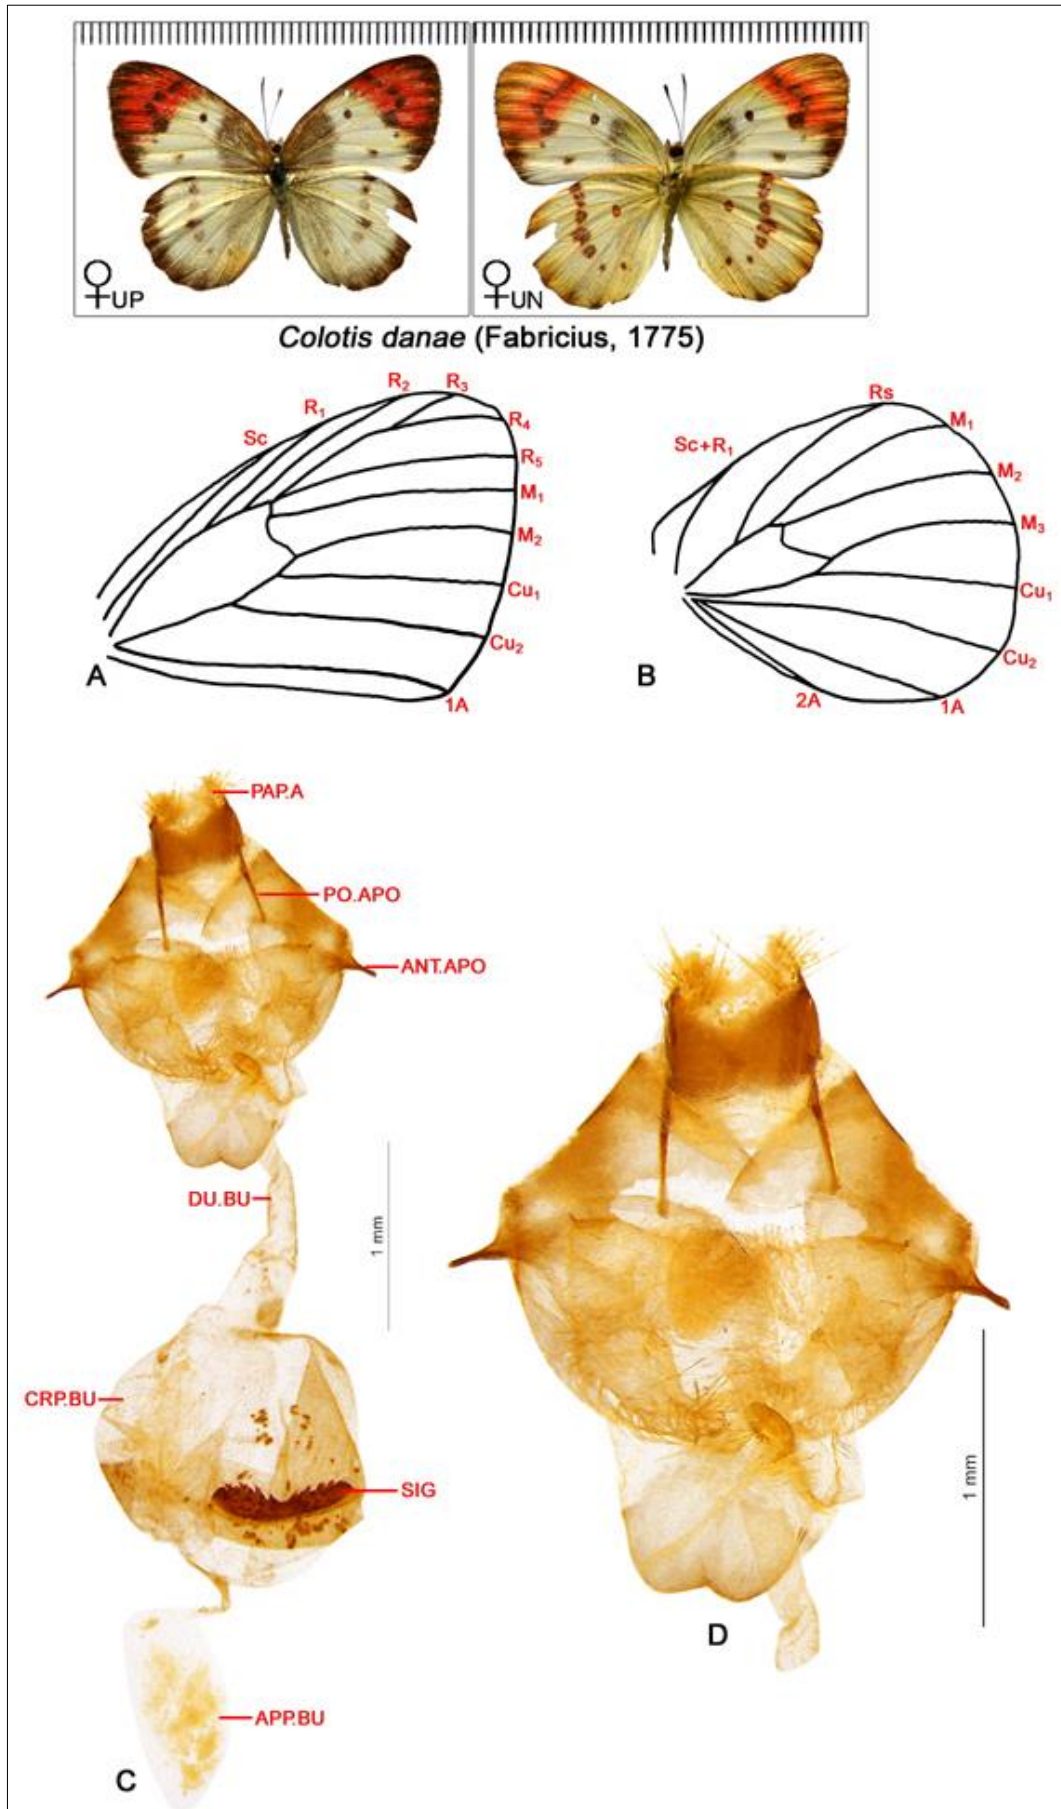 ♀UP
♀UN
Colotis danae (Fabricius, 1775)
Sc
R1
R2
R3
R4
R5
M1
M2
Cu1
Cu2
1A
A
Sc+R1
Rs
M1
M2
M3
Cu1
Cu2
1A
2A
B
PAP.A
PO.APO
ANT.APO
DU.BU
1 mm
CRP.BU
SIG
APP.BU
C
1 mm
D